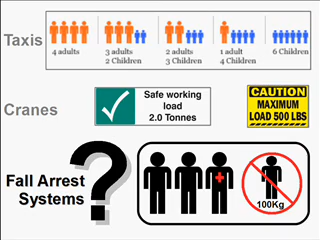 Taxis
4 adults
3 adults
2 Children
2 adults
3 Children
1 adult
4 Children
6 Children
Cranes
Safe working
load
2.0 Tonnes
CAUTION
MAXIMUM
LOAD 500 LBS
Fall Arrest
Systems
?
100Kg